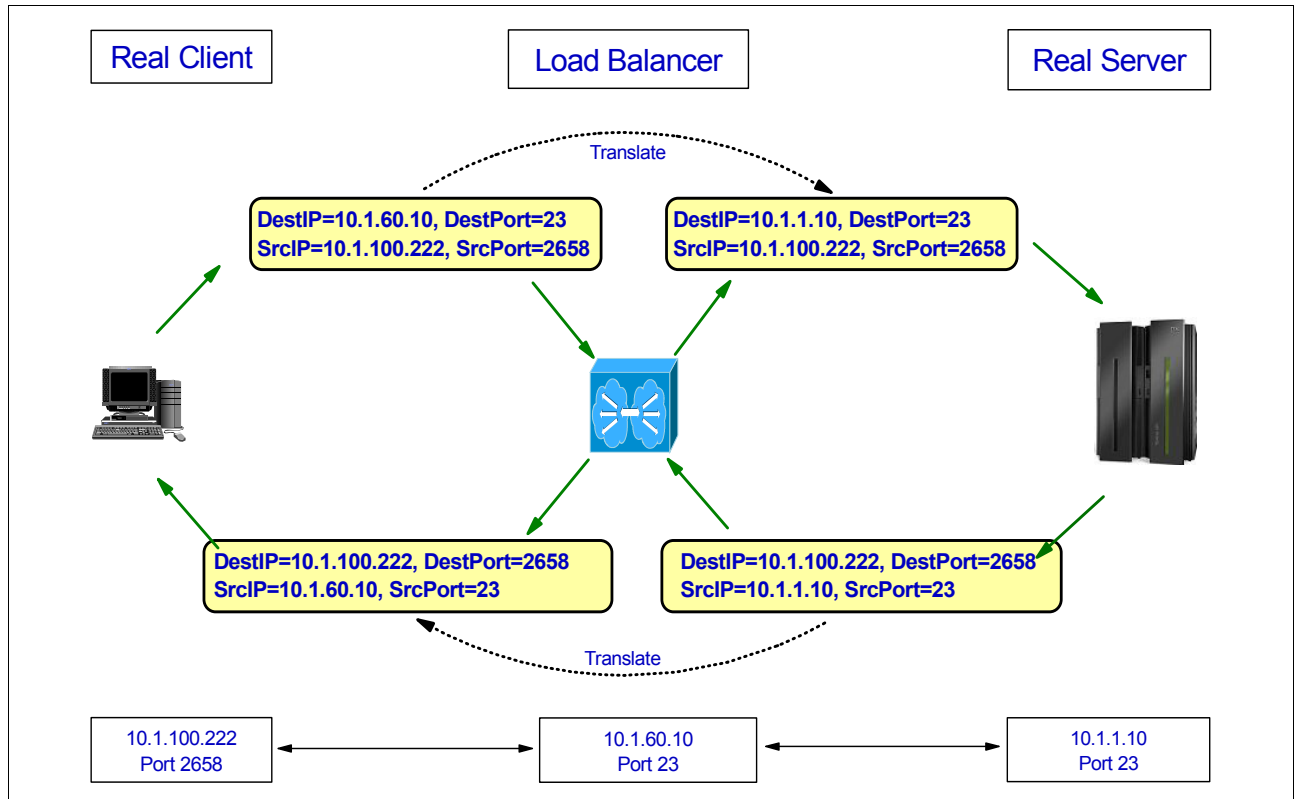 Real Client
Load Balancer
Real Server
Translate
DestIP=10.1.60.10, DestPort=23
SrcIP=10.1.100.222, SrcPort=2658
DestIP=10.1.1.10, DestPort=23
SrcIP=10.1.100.222, SrcPort=2658
DestIP=10.1.100.222, DestPort=2658
SrcIP=10.1.60.10, SrcPort=23
DestIP=10.1.100.222, DestPort=2658
SrcIP=10.1.1.10, SrcPort=23
Translate
10.1.100.222
Port 2658
10.1.60.10
Port 23
10.1.1.10
Port 23